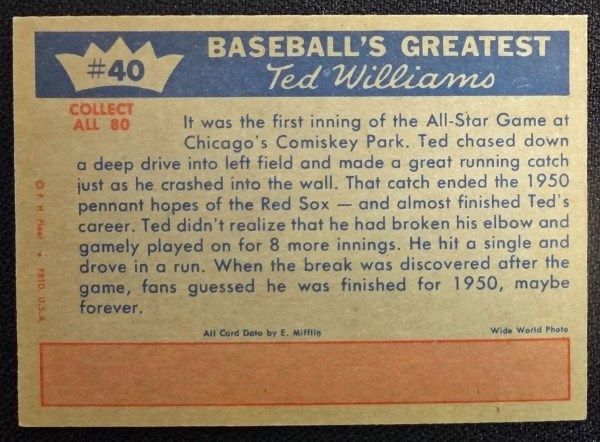 #40
BASEBALL'S GREATEST
Ted Williams
COLLECT
ALL 80
It was the first inning of the All-Star Game at
Chicago's Comiskey Park. Ted chased down
a deep drive into left field and made a great running catch
just as he crashed into the wall. That catch ended the 1950
pennant hopes of the Red Sox — and almost finished Ted's
career. Ted didn't realize that he had broken his elbow and
gamely played on for 8 more innings. He hit a single and
drove in a run. When the break was discovered after the
game, fans guessed he was finished for 1950, maybe
forever.
All Card Data by E. Mifflin
Wide World Photo
© F. H. Fleer • PRTD. U.S.A.